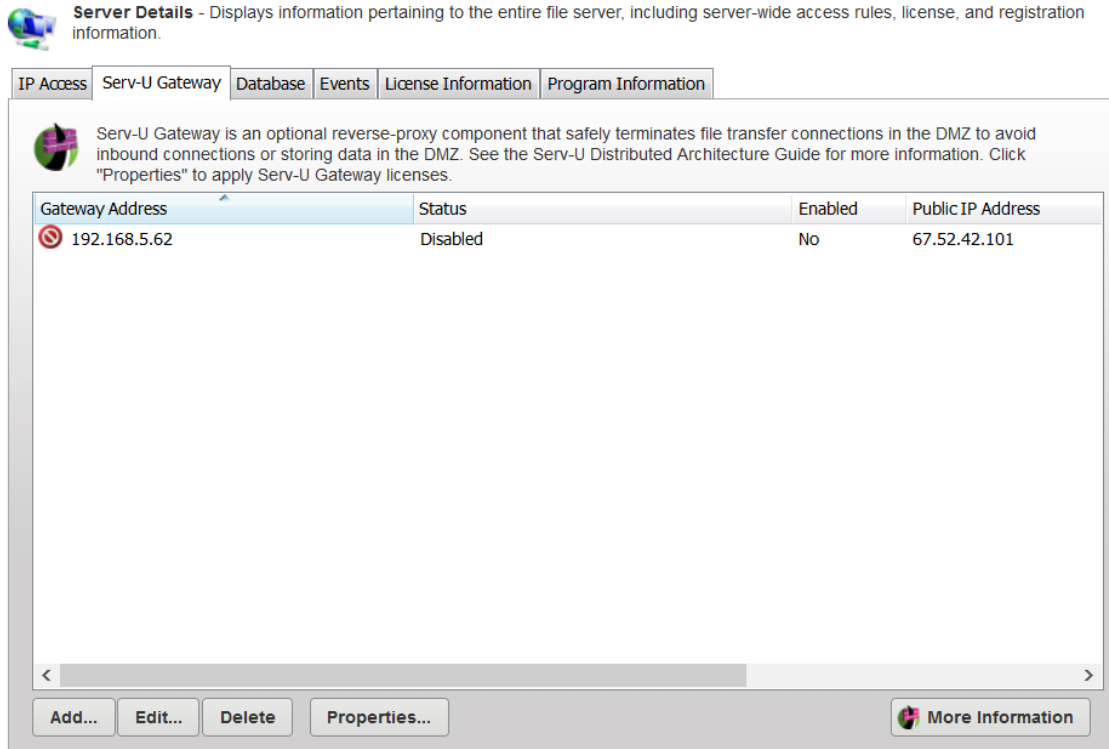 Server Details - Displays information pertaining to the entire file server, including server-wide access rules, license, and registration
information.
IP Access Serv-U Gateway Database Events License Information Program Information
Serv-U Gateway is an optional reverse-proxy component that safely terminates file transfer connections in the DMZ to avoid
inbound connections or storing data in the DMZ. See the Serv-U Distributed Architecture Guide for more information. Click
"Properties" to apply Serv-U Gateway licenses.
Gateway Address Status Enabled Public IP Address
192.168.5.62 Disabled No 67.52.42.101
Add... Edit... Delete Properties... More Information